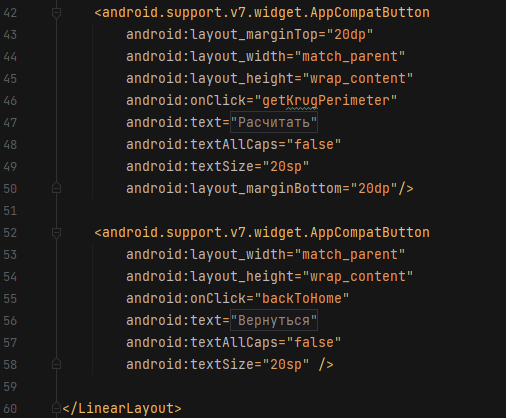 42 <android.support.v7.widget.AppCompatButton
43 android:layout_marginTop="20dp"
44 android:layout_width="match_parent"
45 android:layout_height="wrap_content"
46 android:onClick="getKrugPerimeter"
47 android:text="Расчитать"
48 android:textAllCaps="false"
49 android:textSize="20sp"
50 android:layout_marginBottom="20dp"/>
51
52 <android.support.v7.widget.AppCompatButton
53 android:layout_width="match_parent"
54 android:layout_height="wrap_content"
55 android:onClick="backToHome"
56 android:text="Вернуться"
57 android:textAllCaps="false"
58 android:textSize="20sp" />
59
60 </LinearLayout>